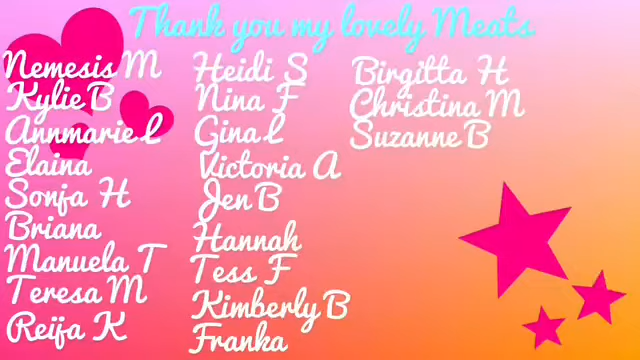 Thank you my lovely Meats
Nemesis M
Kylie B
Annmarie L
Elaina
Sonja H
Briana
Manuela T
Teresa M
Reija K
Heidi S
Nina F
Gina L
Victoria A
Jen B
Hannah
Tess F
Kimberly B
Franka
Birgitta H
Christina M
Suzanne B